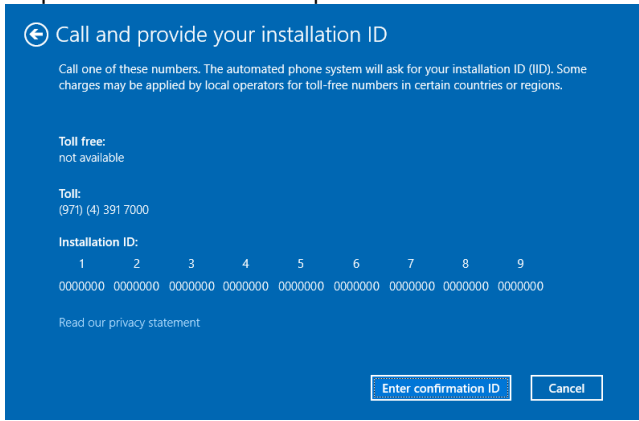 Call and provide your installation ID
Call one of these numbers. The automated phone system will ask for your installation ID (IID). Some
charges may be applied by local operators for toll-free numbers in certain countries or regions.
Toll free:
not available
Toll:
(971) (4) 391 7000
Installation ID:
1 2 3 4 5 6 7 8 9
0000000 0000000 0000000 0000000 0000000 0000000 0000000 0000000 0000000
Read our privacy statement
Enter confirmation ID Cancel